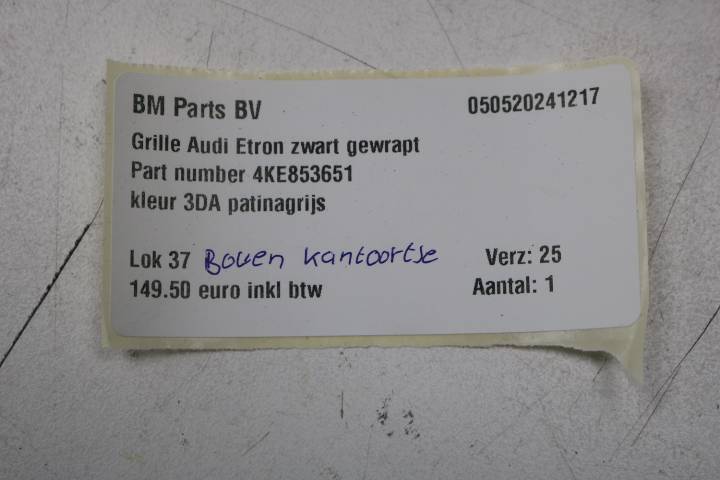 BM Parts BV 050520241217
Grille Audi Etron zwart gewrapt
Part number 4KE853651
kleur 3DA patinagrijs
Lok 37 Boven kantoortje Verz: 25
149.50 euro inkl btw Aantal: 1